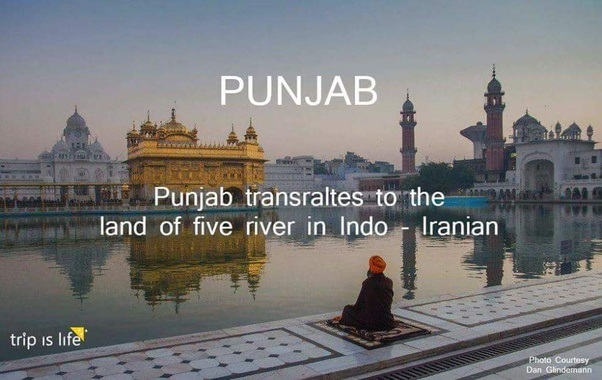 PUNJAB
Punjab transraltes to the
land of five river in Indo - Iranian
trip is life
Photo Courtesy
Dan Glindemann